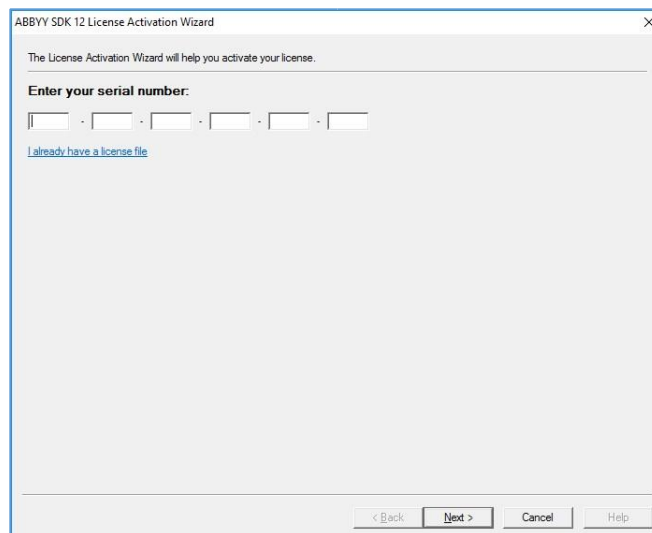 ABBYY SDK 12 License Activation Wizard
The License Activation Wizard will help you activate your license.
Enter your serial number:
- - - - -
I already have a license file
< Back Next > Cancel Help